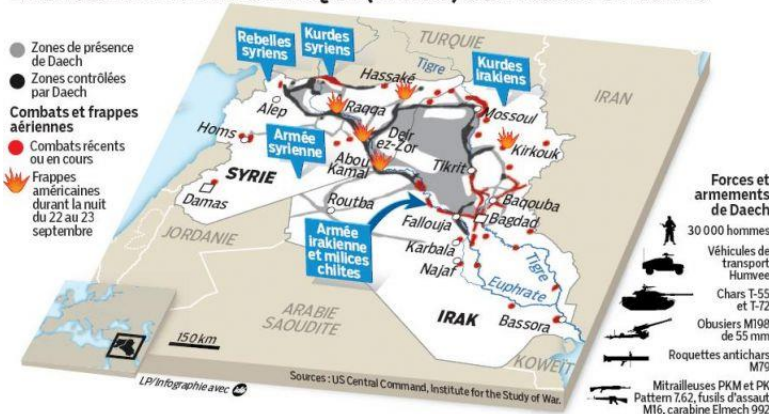 Zones de présence
de Daech
Zones contrôlées
par Daech
Combats et frappes
aériennes
Combats récents
ou en cours
Frappes
américaines
durant la nuit
du 22 au 23
septembre
Rebelles
syriens
Kurdes
syriens
TURQUIE
Tigre
Kurdes
irakiens
IRAN
Hassaké
Alep
Raqqa
Mossoul
Homs
Armée
syrienne
Deir
ez-Zor
Kirkouk
SYRIE
Abou
Kamal
Tikrit
Damas
Routba
Baqouba
Bagdad
Fallouja
JORDANIE
Armée
irakienne
et milices
chiites
Karbala
Najaf
Tigre
Euphrate
ARABIE
SAOUDITE
IRAK
Bassora
KOWEÏT
150 km
LP/Infographie avec
Sources : US Central Command, Institute for the Study of War.
Forces et
armements
de Daech
30 000 hommes
Véhicules de
transport
Humvee
Chars T-55
et T-72
Obusiers M198
de 55 mm
Roquettes antichars
M79
Mitrailleuses PKM et PK
Pattern 7.62, fusils d'assaut
M16, carabine Elmech 992